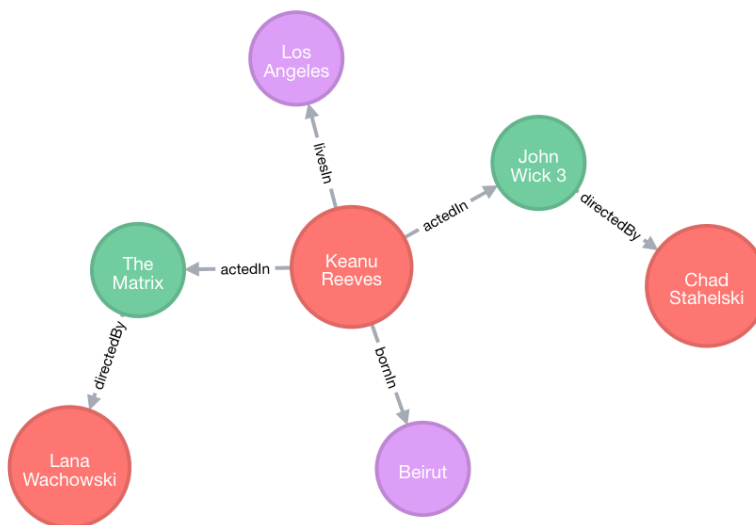 Los
Angeles
livesIn
John
Wick 3
actedIn
directedBy
Keanu
Reeves
The
Matrix
actedIn
Chad
Stahelski
directedBy
bornIn
Lana
Wachowski
Beirut